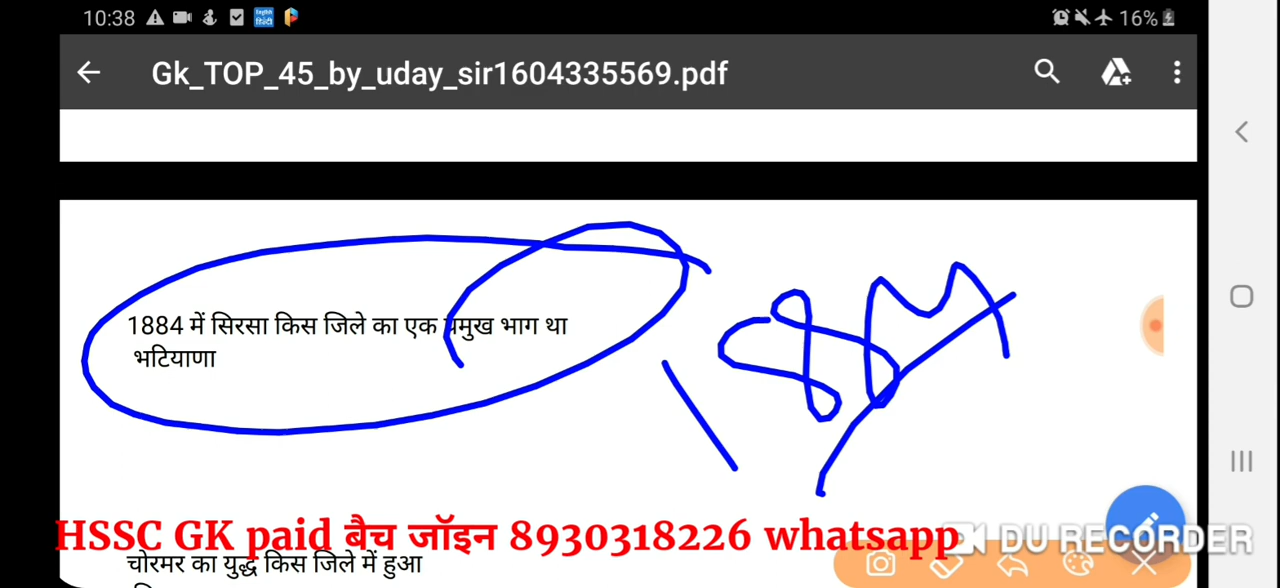 10:38
16%
Gk_TOP_45_by_uday_sir1604335569.pdf
1884 में सिरसा किस जिले का एक प्रमुख भाग था
भटियाणा
HSSC GK paid बैच जॉइन 8930318226 whatsapp
DU RECORDER
चोरमर का युद्ध किस जिले में हुआ